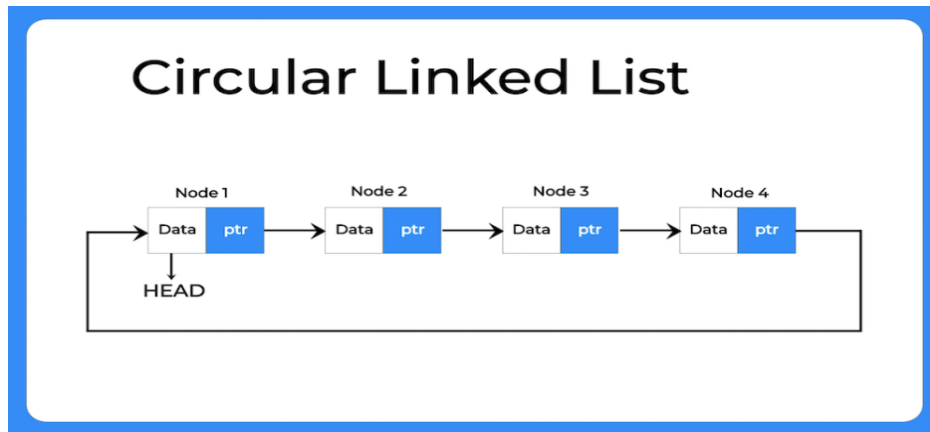 Circular Linked List
Node 1 Node 2 Node 3 Node 4
Data ptr Data ptr Data ptr Data ptr
HEAD